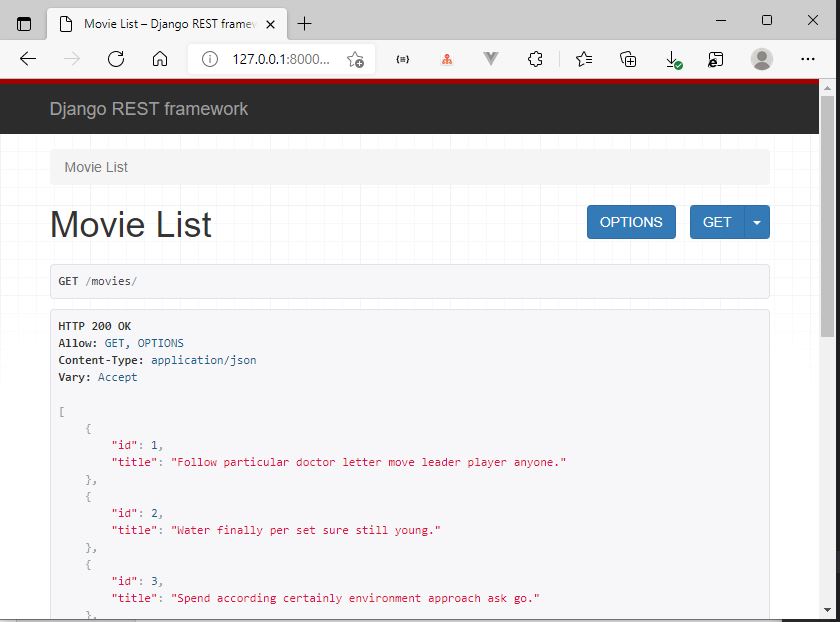 Movie List – Django REST framew
127.0.0.1:8000...
Django REST framework
Movie List
Movie List
OPTIONS
GET
GET /movies/
HTTP 200 OK
Allow: GET, OPTIONS
Content-Type: application/json
Vary: Accept
[
{
"id": 1,
"title": "Follow particular doctor letter move leader player anyone."
},
{
"id": 2,
"title": "Water finally per set sure still young."
},
{
"id": 3,
"title": "Spend according certainly environment approach ask go."
},